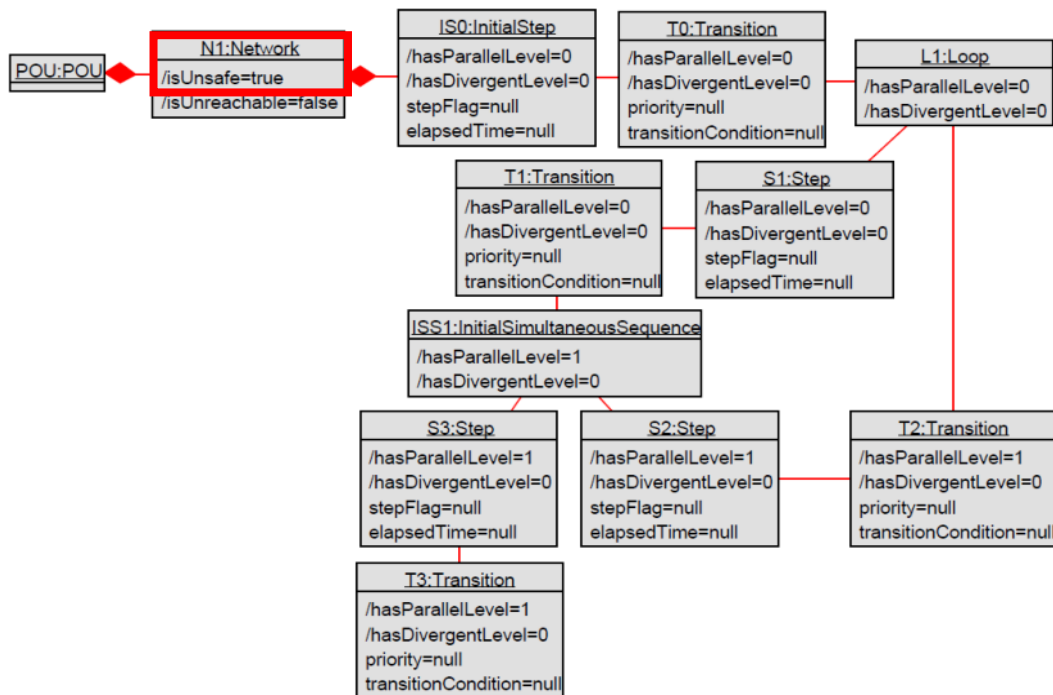 POU:POU
N1:Network
/isUnsafe=true
/isUnreachable=false
IS0:InitialStep
/hasParallelLevel=0
/hasDivergentLevel=0
stepFlag=null
elapsedTime=null
T0:Transition
/hasParallelLevel=0
/hasDivergentLevel=0
priority=null
transitionCondition=null
L1:Loop
/hasParallelLevel=0
/hasDivergentLevel=0
T1:Transition
/hasParallelLevel=0
/hasDivergentLevel=0
priority=null
transitionCondition=null
S1:Step
/hasParallelLevel=0
/hasDivergentLevel=0
stepFlag=null
elapsedTime=null
ISS1:InitialSimultaneousSequence
/hasParallelLevel=1
/hasDivergentLevel=0
S3:Step
/hasParallelLevel=1
/hasDivergentLevel=0
stepFlag=null
elapsedTime=null
S2:Step
/hasParallelLevel=1
/hasDivergentLevel=0
stepFlag=null
elapsedTime=null
T2:Transition
/hasParallelLevel=1
/hasDivergentLevel=0
priority=null
transitionCondition=null
T3:Transition
/hasParallelLevel=1
/hasDivergentLevel=0
priority=null
transitionCondition=null